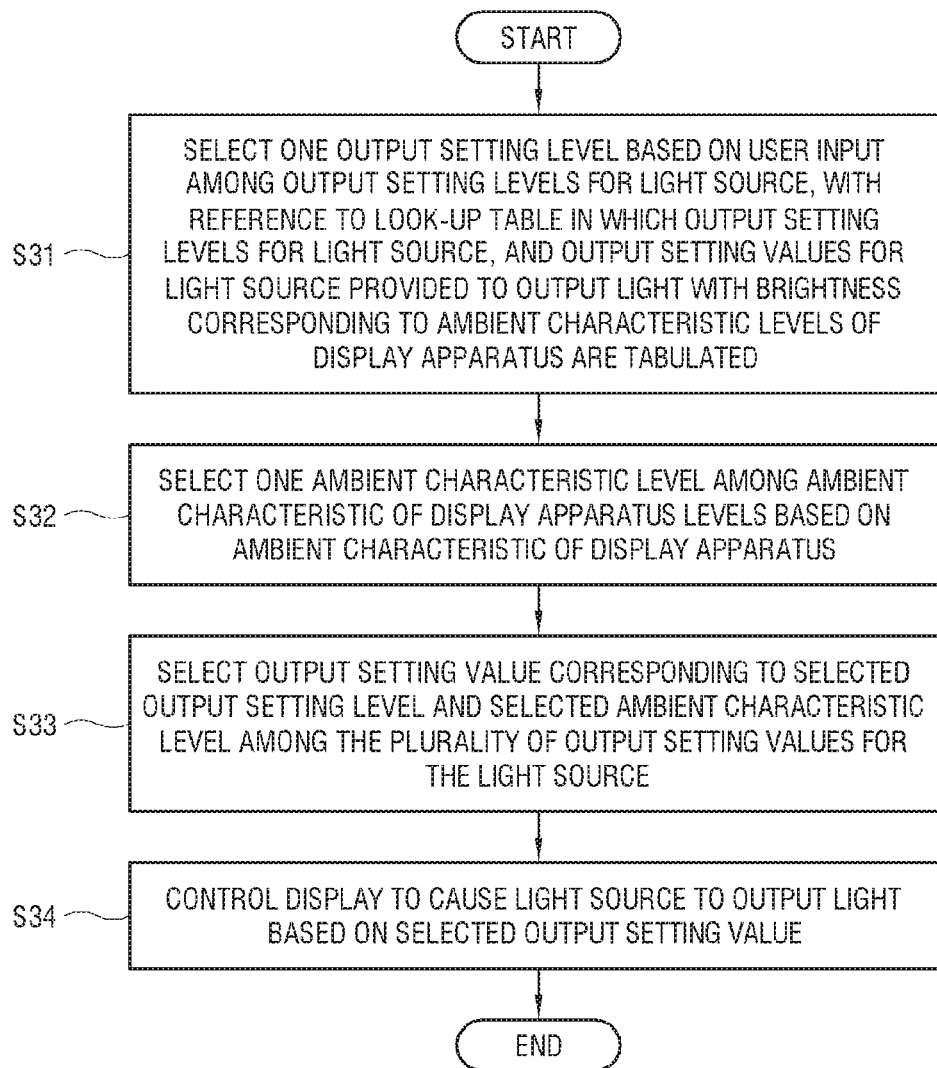 START
SELECT ONE OUTPUT SETTING LEVEL BASED ON USER INPUT
AMONG OUTPUT SETTING LEVELS FOR LIGHT SOURCE, WITH
REFERENCE TO LOOK-UP TABLE IN WHICH OUTPUT SETTING
LEVELS FOR LIGHT SOURCE, AND OUTPUT SETTING VALUES FOR
LIGHT SOURCE PROVIDED TO OUTPUT LIGHT WITH BRIGHTNESS
CORRESPONDING TO AMBIENT CHARACTERISTIC LEVELS OF
DISPLAY APPARATUS ARE TABULATED
S31
SELECT ONE AMBIENT CHARACTERISTIC LEVEL AMONG AMBIENT
CHARACTERISTIC OF DISPLAY APPARATUS LEVELS BASED ON
AMBIENT CHARACTERISTIC OF DISPLAY APPARATUS
S32
SELECT OUTPUT SETTING VALUE CORRESPONDING TO SELECTED
OUTPUT SETTING LEVEL AND SELECTED AMBIENT CHARACTERISTIC
LEVEL AMONG THE PLURALITY OF OUTPUT SETTING VALUES FOR
THE LIGHT SOURCE
S33
CONTROL DISPLAY TO CAUSE LIGHT SOURCE TO OUTPUT LIGHT
BASED ON SELECTED OUTPUT SETTING VALUE
S34
END